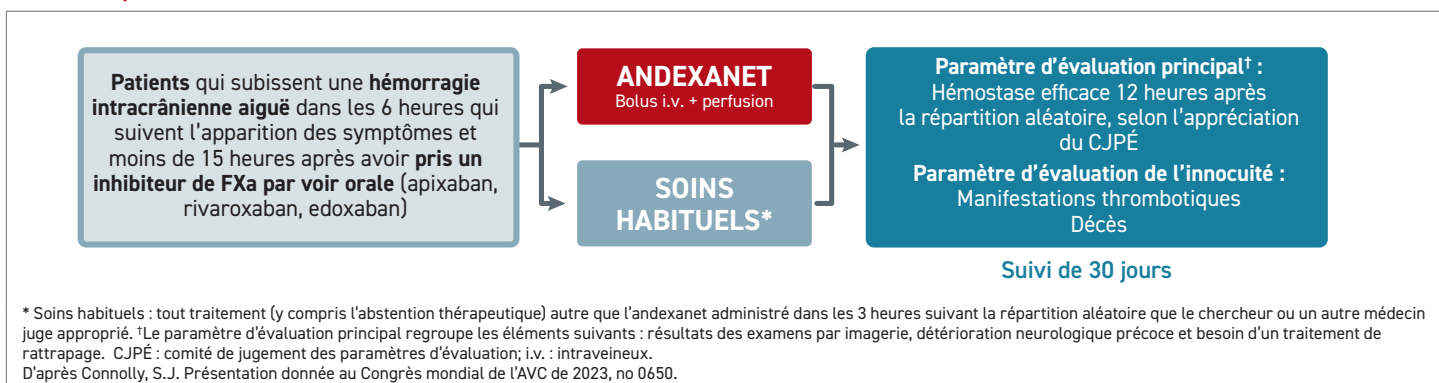 Patients qui subissent une hémorragie
intracrânienne aiguë dans les 6 heures qui
suivent l'apparition des symptômes et
moins de 15 heures après avoir pris un
inhibiteur de FXa par voir orale (apixaban,
rivaroxaban, edoxaban)
ANDEXANET
Bolus i.v. + perfusion
SOINS
HABITUELS*
Paramètre d'évaluation principal† :
Hémostase efficace 12 heures après
la répartition aléatoire, selon l'appréciation
du CJPÉ
Paramètre d'évaluation de l'innocuité :
Manifestations thrombotiques
Décès
Suivi de 30 jours
* Soins habituels : tout traitement (y compris l'abstention thérapeutique) autre que l'andexanet administré dans les 3 heures suivant la répartition aléatoire que le chercheur ou un autre médecin
juge approprié. †Le paramètre d'évaluation principal regroupe les éléments suivants : résultats des examens par imagerie, détérioration neurologique précoce et besoin d'un traitement de
rattrapage. CJPÉ : comité de jugement des paramètres d'évaluation; i.v. : intraveineux.
D'après Connolly, S.J. Présentation donnée au Congrès mondial de l'AVC de 2023, no 0650.